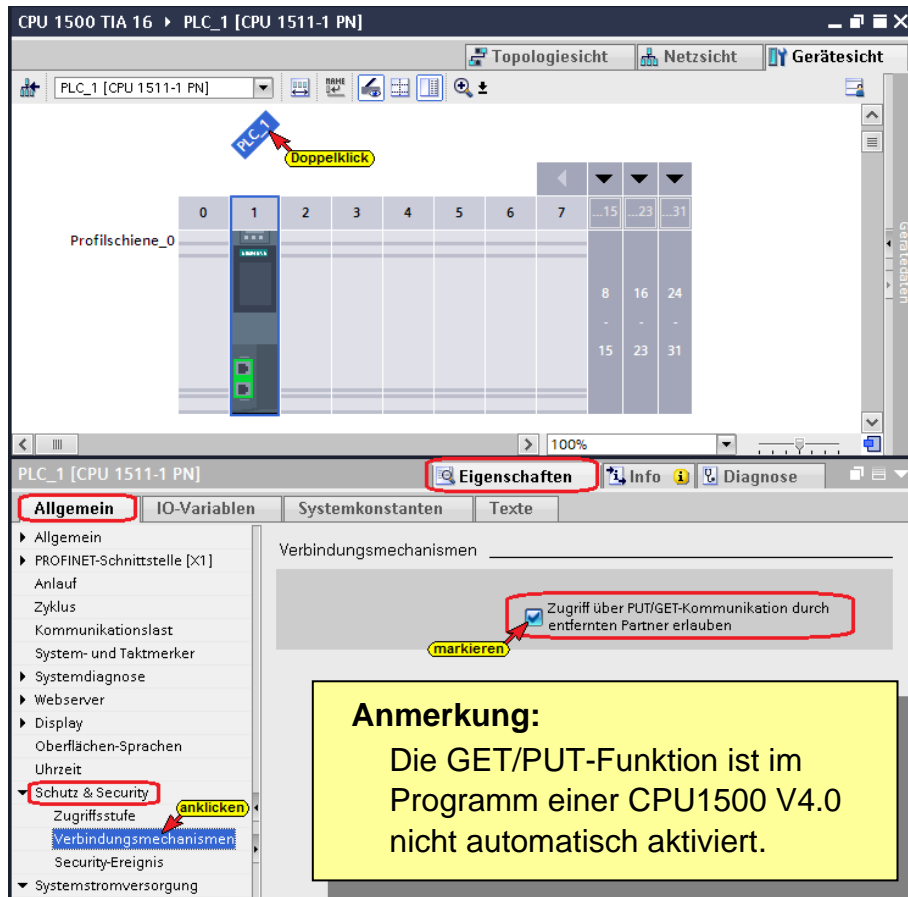 CPU 1500 TIA 16 ▸ PLC_1 [CPU 1511-1 PN]
Topologiesicht Netzsicht Gerätesicht
PLC_1 [CPU 1511-1 PN]
NAME
PLC_1
Doppelklick)
0 1 2 3 4 5 6 7 ...15 ...23 ...31
Profilschiene_0
SIEMENS
8 16 24
- - -
15 23 31
Gerätedaten
100%
PLC_1 [CPU 1511-1 PN]
Eigenschaften Info Diagnose
Allgemein IO-Variablen Systemkonstanten Texte
Allgemein
PROFINET-Schnittstelle [X1]
Anlauf
Zyklus
Kommunikationslast
System- und Taktmerker
Systemdiagnose
Webserver
Display
Oberflächen-Sprachen
Uhrzeit
Schutz & Security
anklicken)
Zugriffsstufe
Verbindungsmechanismen
Security-Ereignis
Systemstromversorgung
Verbindungsmechanismen
Zugriff über PUT/GET-Kommunikation durch
entfernten Partner erlauben
markieren)
Anmerkung:
Die GET/PUT-Funktion ist im
Programm einer CPU1500 V4.0
nicht automatisch aktiviert.